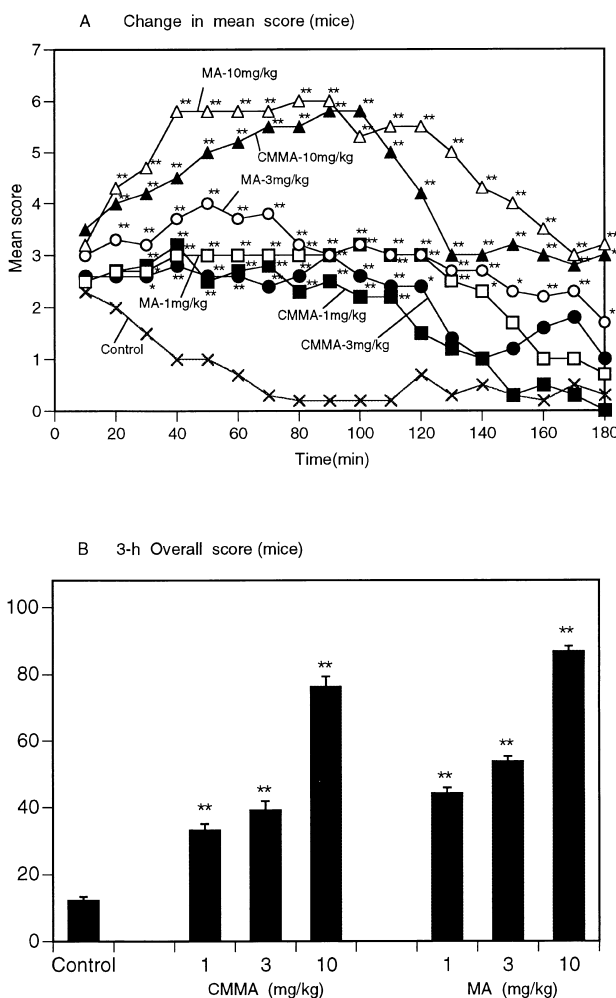 A Change in mean score (mice)
7
6
5
4
3
2
1
0
Mean score
MA-10mg/kg
CMMA-10mg/kg
MA-3mg/kg
MA-1mg/kg
CMMA-1mg/kg
CMMA-3mg/kg
Control
0 20 40 60 80 100 120 140 160 180
Time(min)
B 3-h Overall score (mice)
100
80
60
40
20
0
** ** ** ** ** **
Control 1 3 10 1 3 10
CMMA (mg/kg) MA (mg/kg)